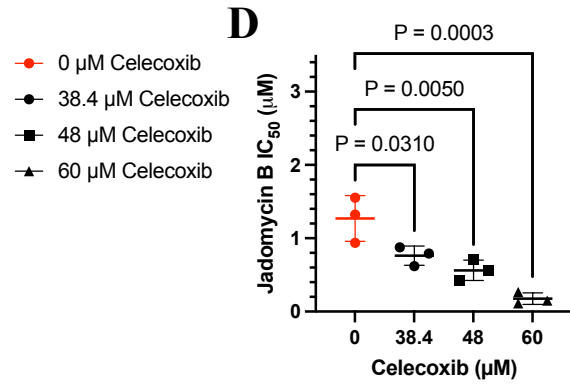 D
0 µM Celecoxib
38.4 µM Celecoxib
48 µM Celecoxib
60 µM Celecoxib
P = 0.0003
P = 0.0050
P = 0.0310
Jadomycin B IC50 (µM)
3
2
1
0
0 38.4 48 60
Celecoxib (µM)